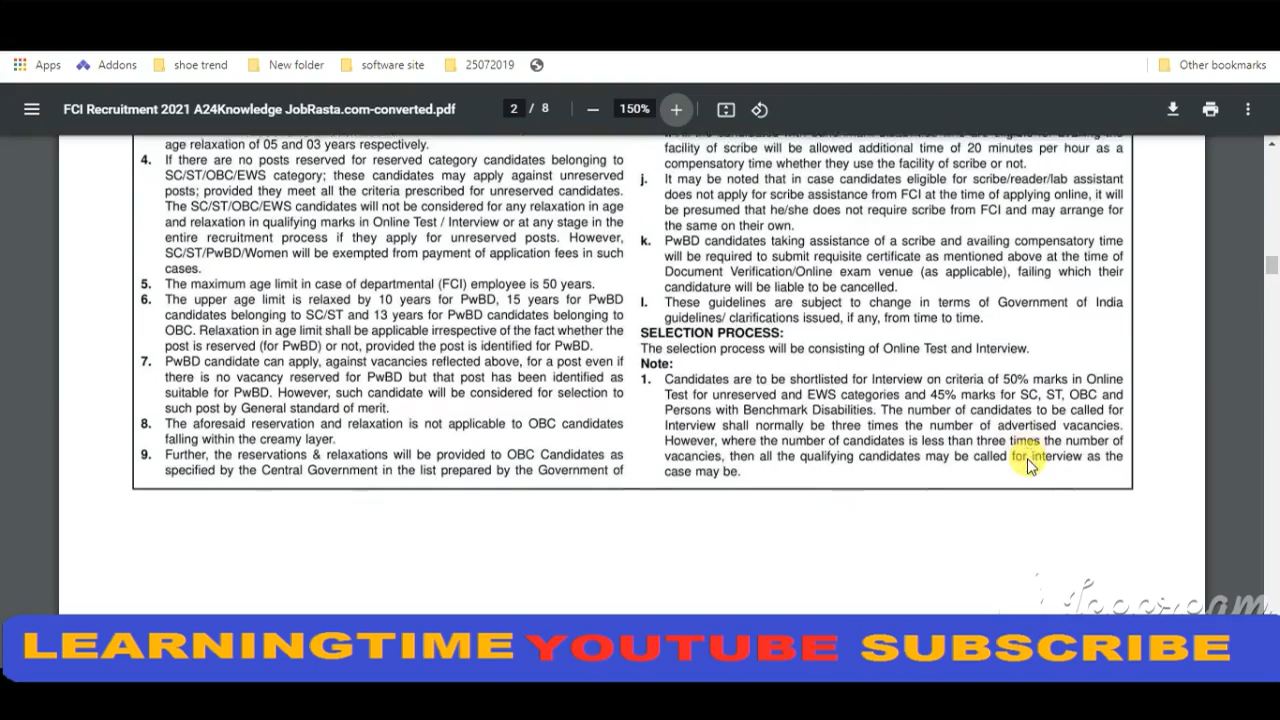 Apps
Addons
shoe trend
New folder
software site
25072019
Other bookmarks
FCI Recruitment 2021 A24Knowledge JobRasta.com-converted.pdf
2 / 8
150%
age relaxation of 05 and 03 years respectively.
4. If there are no posts reserved for reserved category candidates belonging to
SC/ST/OBC/EWS category; these candidates may apply against unreserved
posts; provided they meet all the criteria prescribed for unreserved candidates.
The SC/ST/OBC/EWS candidates will not be considered for any relaxation in age
and relaxation in qualifying marks in Online Test / Interview or at any stage in the
entire recruitment process if they apply for unreserved posts. However,
SC/ST/PwBD/Women will be exempted from payment of application fees in such
cases.
5. The maximum age limit in case of departmental (FCI) employee is 50 years.
6. The upper age limit is relaxed by 10 years for PwBD, 15 years for PwBD
candidates belonging to SC/ST and 13 years for PwBD candidates belonging to
OBC. Relaxation in age limit shall be applicable irrespective of the fact whether the
post is reserved (for PwBD) or not, provided the post is identified for PwBD.
7. PwBD candidate can apply, against vacancies reflected above, for a post even if
there is no vacancy reserved for PwBD but that post has been identified as
suitable for PwBD. However, such candidate will be considered for selection to
such post by General standard of merit.
8. The aforesaid reservation and relaxation is not applicable to OBC candidates
falling within the creamy layer.
9. Further, the reservations & relaxations will be provided to OBC Candidates as
specified by the Central Government in the list prepared by the Government of
facility of scribe will be allowed additional time of 20 minutes per hour as a
compensatory time whether they use the facility of scribe or not.
j. It may be noted that in case candidates eligible for scribe/reader/lab assistant
does not apply for scribe assistance from FCI at the time of applying online, it will
be presumed that he/she does not require scribe from FCI and may arrange for
the same on their own.
k. PwBD candidates taking assistance of a scribe and availing compensatory time
will be required to submit requisite certificate as mentioned above at the time of
Document Verification/Online exam venue (as applicable), failing which their
candidature will be liable to be cancelled.
l. These guidelines are subject to change in terms of Government of India
guidelines/ clarifications issued, if any, from time to time.
SELECTION PROCESS:
The selection process will be consisting of Online Test and Interview.
Note:
1. Candidates are to be shortlisted for Interview on criteria of 50% marks in Online
Test for unreserved and EWS categories and 45% marks for SC, ST, OBC and
Persons with Benchmark Disabilities. The number of candidates to be called for
Interview shall normally be three times the number of advertised vacancies.
However, where the number of candidates is less than three times the number of
vacancies, then all the qualifying candidates may be called for interview as the
case may be.
LEARNINGTIME YOUTUBE SUBSCRIBE